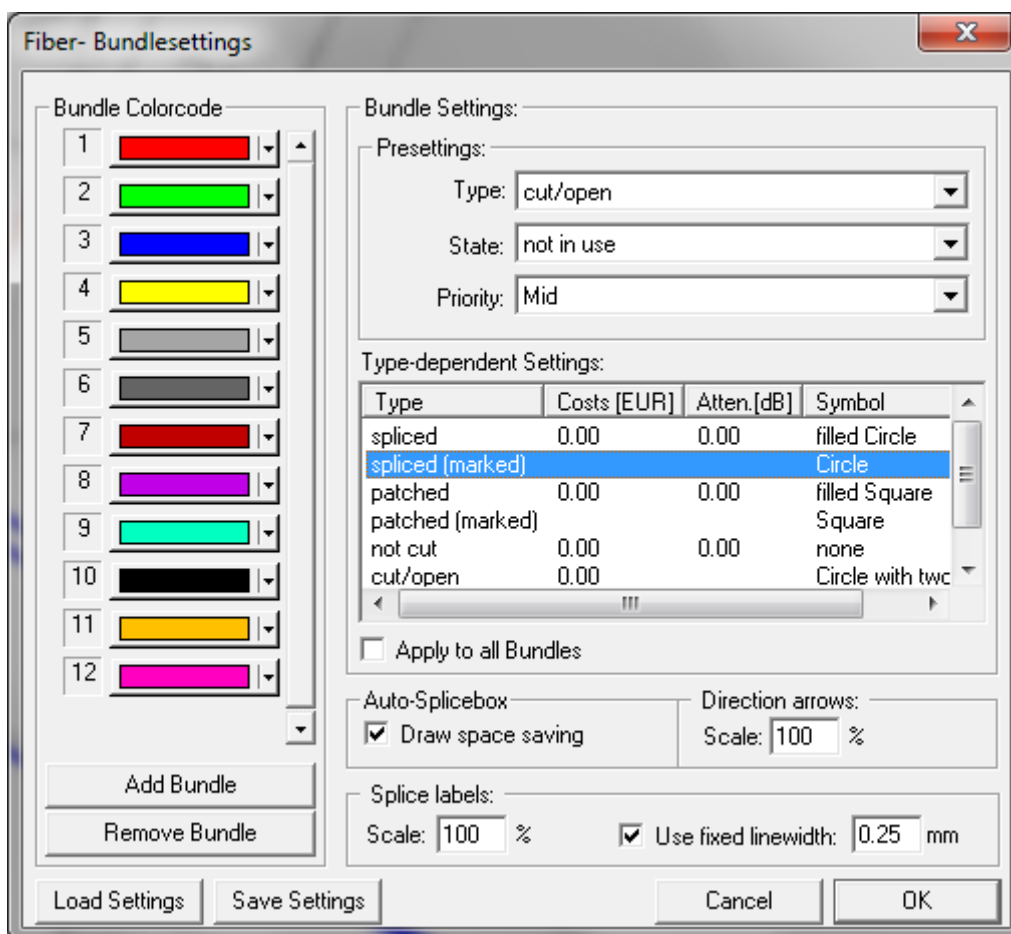 Fiber- Bundlesettings
Bundle Colorcode
1
2
3
4
5
6
7
8
9
10
11
12
Add Bundle
Remove Bundle
Bundle Settings:
Presettings:
Type: cut/open
State: not in use
Priority: Mid
Type-dependent Settings:
Type Costs [EUR] Atten.[dB] Symbol
spliced 0.00 0.00 filled Circle
spliced (marked) Circle
patched 0.00 0.00 filled Square
patched (marked) Square
not cut 0.00 0.00 none
cut/open 0.00 Circle with two
Apply to all Bundles
Auto-Splicebox
Draw space saving
Direction arrows:
Scale: 100 %
Splice labels:
Scale: 100 %
Use fixed linewidth: 0.25 mm
Load Settings
Save Settings
Cancel
OK